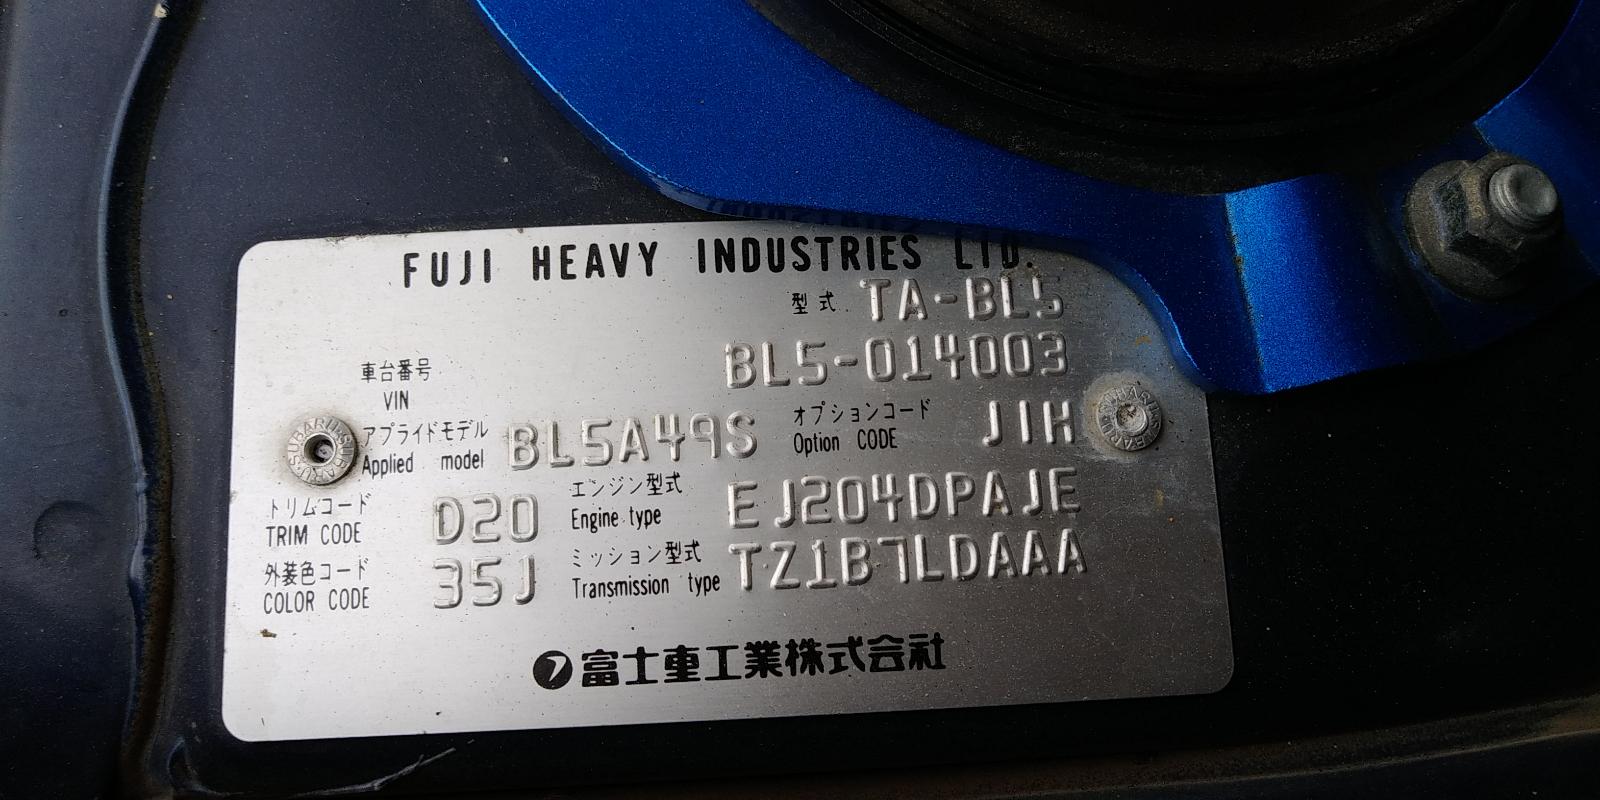 FUJI HEAVY INDUSTRIES LTD.
型式 TA-BL5
車台番号 BL5-014003
VIN
アプライドモデル BL5A49S オプションコード JIH
Applied model Option CODE
トリムコード D20 エンジン型式 EJ204DPAJE
TRIM CODE Engine type
外装色コード 35J ミッション型式 TZ1B7LDAAA
COLOR CODE Transmission type
富士重工業株式会社
SUBARU SUBARU
SUBARU SUBARU